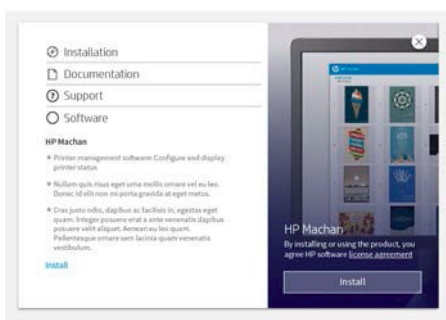 Installation
Documentation
Support
Software
HP Machan
Printer management software: Configure and display
printer status
Nullam quis risus eget urna mollis ornare vel eu leo.
Donec id elit non mi porta gravida at eget metus.
Cras justo odio, dapibus ac facilisis in, egestas eget
quam. Integer posuere erat a ante venenatis dapibus
posuere velit aliquet. Aenean eu leo quam.
Pellentesque ornare sem lacinia quam venenatis
vestibulum.
Install
HP Machan
By installing or using the product, you
agree HP software license agreement
Install